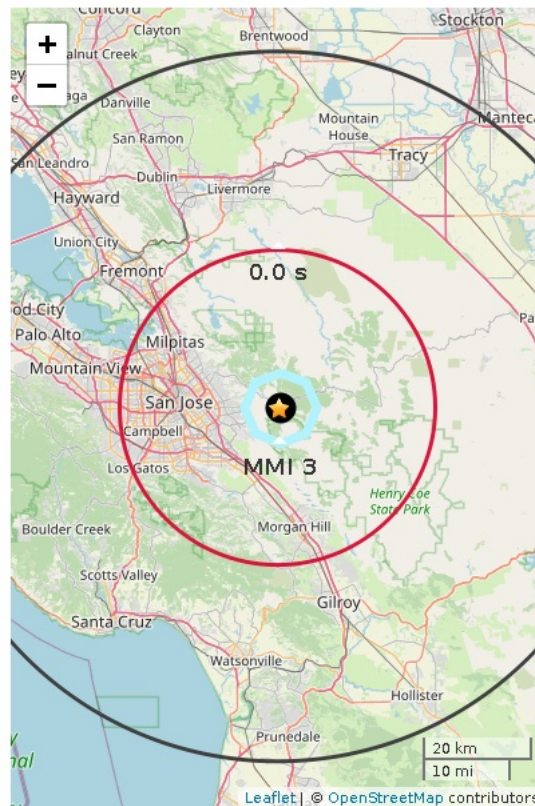 Concord
Stockton
+
Clayton
Brentwood
Walnut Creek
−
Danville
Mountain
House
Manteca
San Ramon
San Leandro
Tracy
Dublin
Livermore
Hayward
Union City
Fremont
0.0 s
Palo Alto
Milpitas
Mountain View
San Jose
Campbell
MMI 3
Los Gatos
Henry Coe
State Park
Boulder Creek
Morgan Hill
Scotts Valley
Gilroy
Santa Cruz
Watsonville
Hollister
Prunedale
20 km
10 mi
Leaflet | © OpenStreetMap contributors